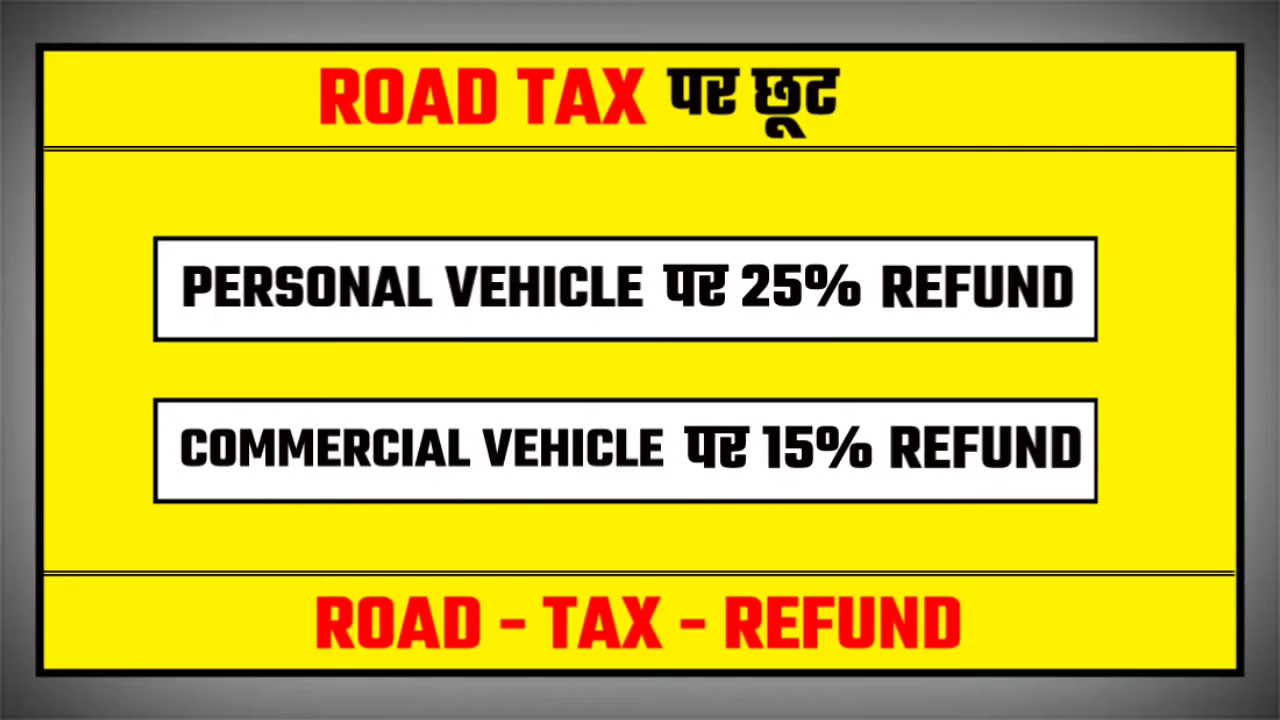 ROAD TAX पर छूट
PERSONAL VEHICLE पर 25% REFUND
COMMERCIAL VEHICLE पर 15% REFUND
ROAD - TAX - REFUND